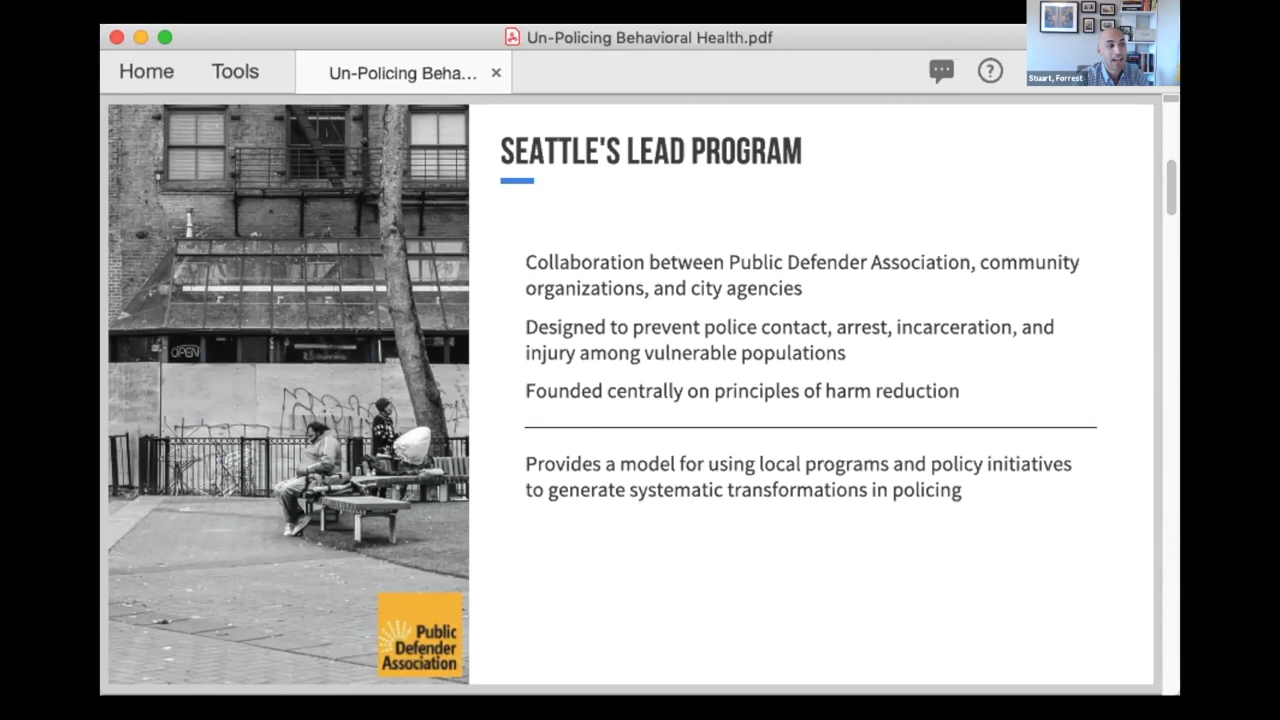 Un-Policing Behavioral Health.pdf
Home
Tools
Un-Policing Beha...
Stuart, Forrest
OPEN
SEATTLE'S LEAD PROGRAM
Collaboration between Public Defender Association, community
organizations, and city agencies
Designed to prevent police contact, arrest, incarceration, and
injury among vulnerable populations
Founded centrally on principles of harm reduction
Provides a model for using local programs and policy initiatives
to generate systematic transformations in policing
Public
Defender
Association